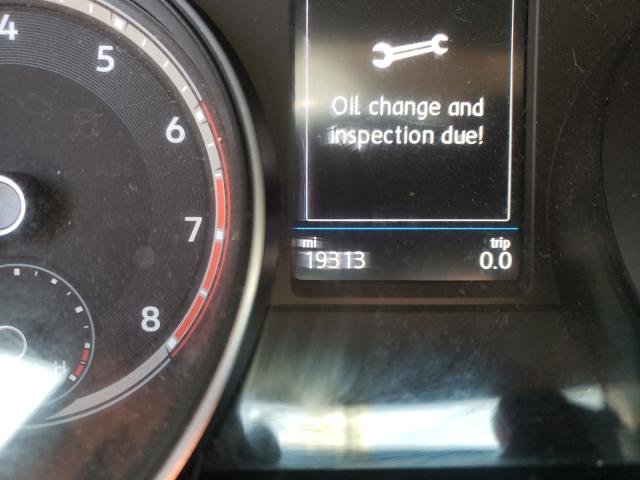 4
5
6
7
8
H
Oil change and
inspection due!
mi trip
19313 0.0